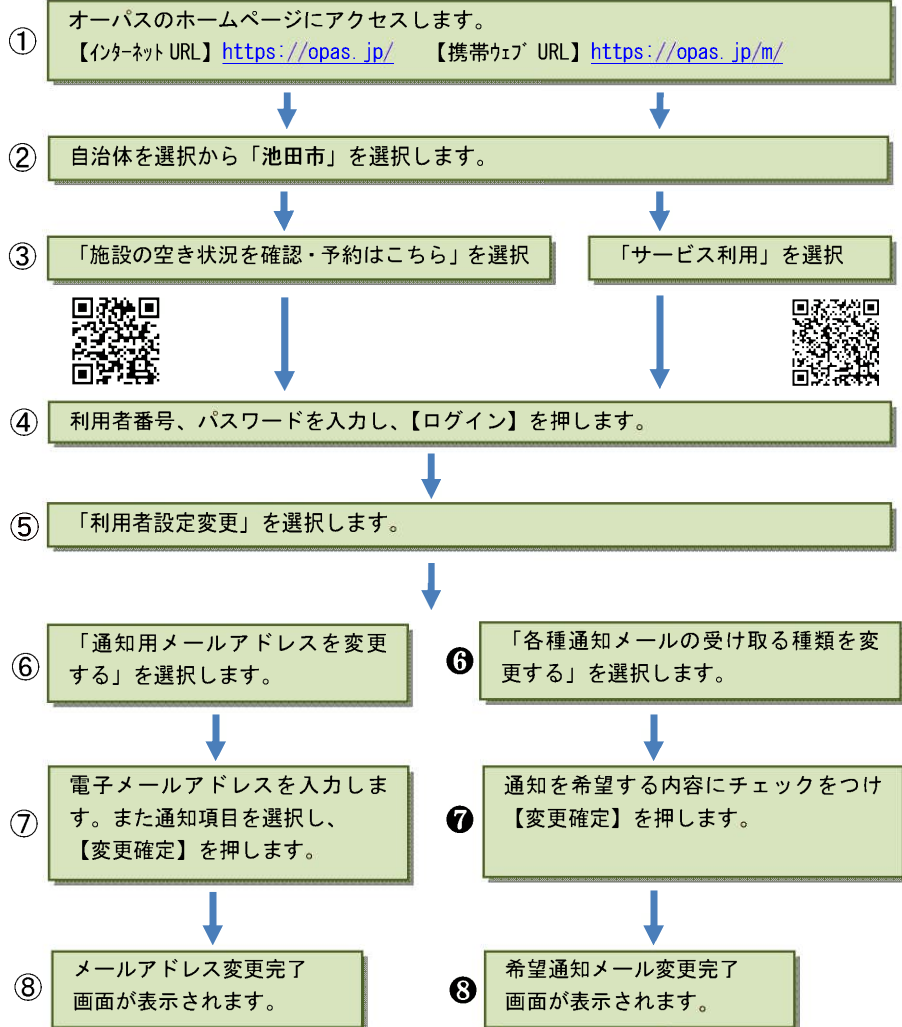 ① オーパスのホームページにアクセスします。
【インターネット URL】https://opas.jp/ 【携帯ウェブ URL】https://opas.jp/m/
② 自治体を選択から「池田市」を選択します。
③ 「施設の空き状況を確認・予約はこちら」を選択
「サービス利用」を選択
④ 利用者番号、パスワードを入力し、【ログイン】を押します。
⑤ 「利用者設定変更」を選択します。
⑥ 「通知用メールアドレスを変更
する」を選択します。
❻ 「各種通知メールの受け取る種類を変
更する」を選択します。
⑦ 電子メールアドレスを入力しま
す。また通知項目を選択し、
【変更確定】を押します。
❼ 通知を希望する内容にチェックをつけ
【変更確定】を押します。
⑧ メールアドレス変更完了
画面が表示されます。
❽ 希望通知メール変更完了
画面が表示されます。